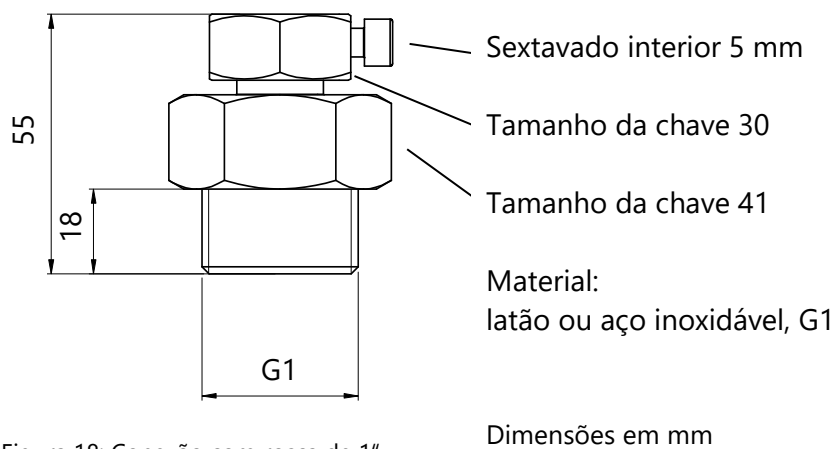 Sextavado interior 5 mm
55
Tamanho da chave 30
Tamanho da chave 41
18
Material:
latão ou aço inoxidável, G1
G1
Dimensões em mm